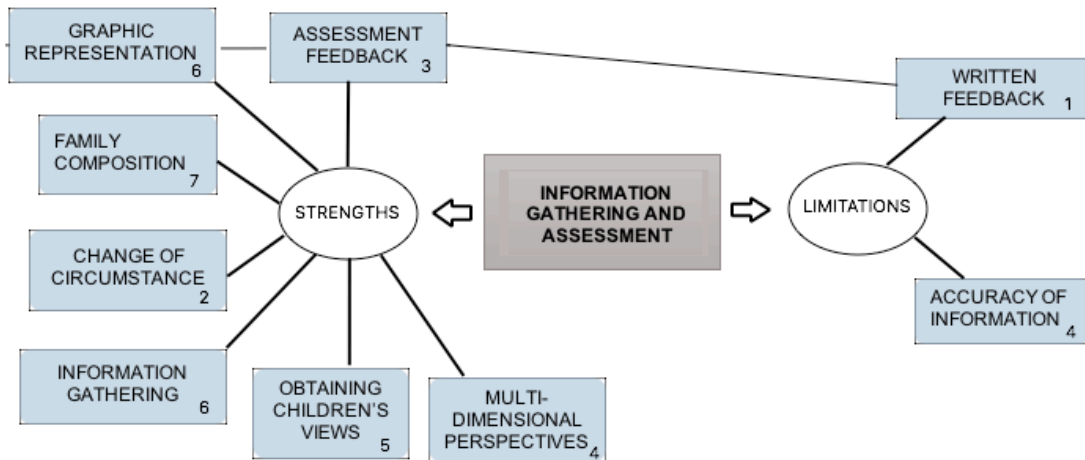 GRAPHIC
REPRESENTATION
6
ASSESSMENT
FEEDBACK
3
WRITTEN
FEEDBACK
1
FAMILY
COMPOSITION
7
STRENGTHS
INFORMATION
GATHERING AND
ASSESSMENT
LIMITATIONS
CHANGE OF
CIRCUMSTANCE
2
ACCURACY OF
INFORMATION
4
INFORMATION
GATHERING
6
OBTAINING
CHILDREN'S
VIEWS
5
MULTI-
DIMENSIONAL
PERSPECTIVES
4